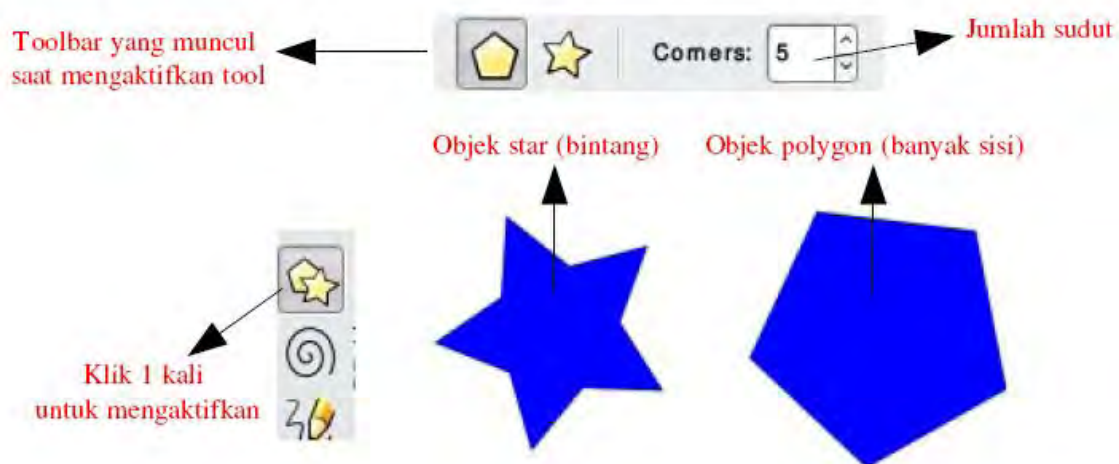 Toolbar yang muncul
saat mengaktifkan tool
Corners: 5
Jumlah sudut
Objek star (bintang)
Objek polygon (banyak sisi)
Klik 1 kali
untuk mengaktifkan